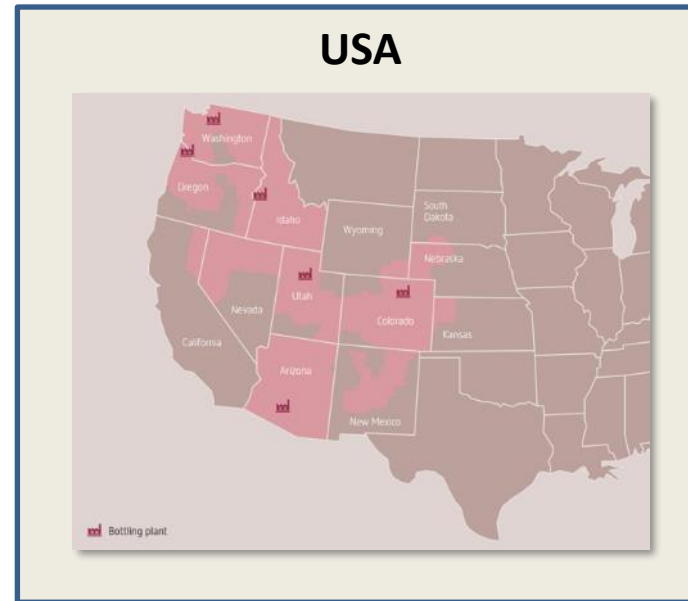 USA
Washington
Oregon
Idaho
South
Dakota
Wyoming
Nebraska
Utah
Nevada
Colorado
Kansas
California
Arizona
New Mexico
Bottling plant